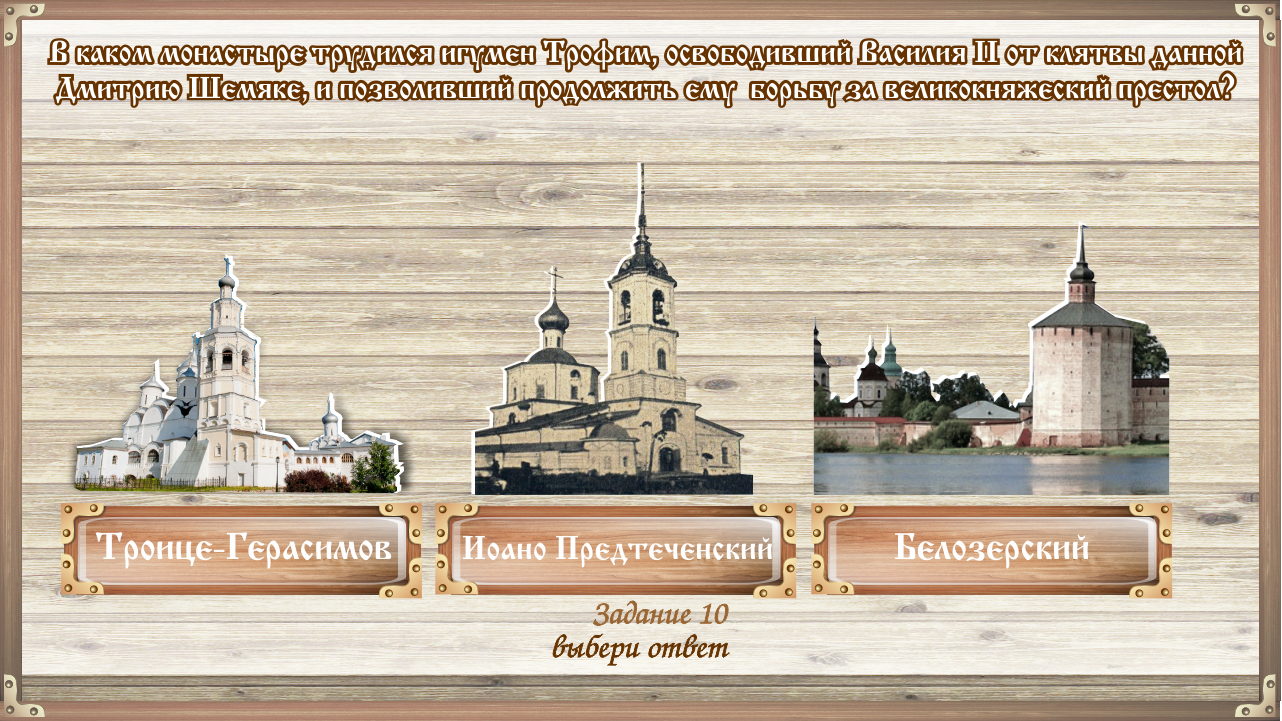 В каком монастыре трудился игумен Трофим, освободивший Василия II от клятвы данной
Дмитрию Шемяке, и позволивший продолжить ему борьбу за великокняжеский престол?
Троице-Герасимов
Иоано Предтеченский
Белозерский
Задание 10
выбери ответ